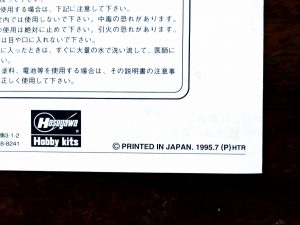 使用する場合は、下記に注意して下さい。
内では使用しないで下さい。中毒の恐れがあります。
の使用は絶対に止めて下さい。引火の恐れがあります。
は目や口に入れないで下さい。
に入ったときは、すぐに大量の水で洗い流して、医師に
い。
塗料、電池等を使用する場合は、その説明書の注意事
正しく使用して下さい。
3-1-2
8-8241
Hasegawa
Hobby kits
© PRINTED IN JAPAN. 1995.7 (P) HTR